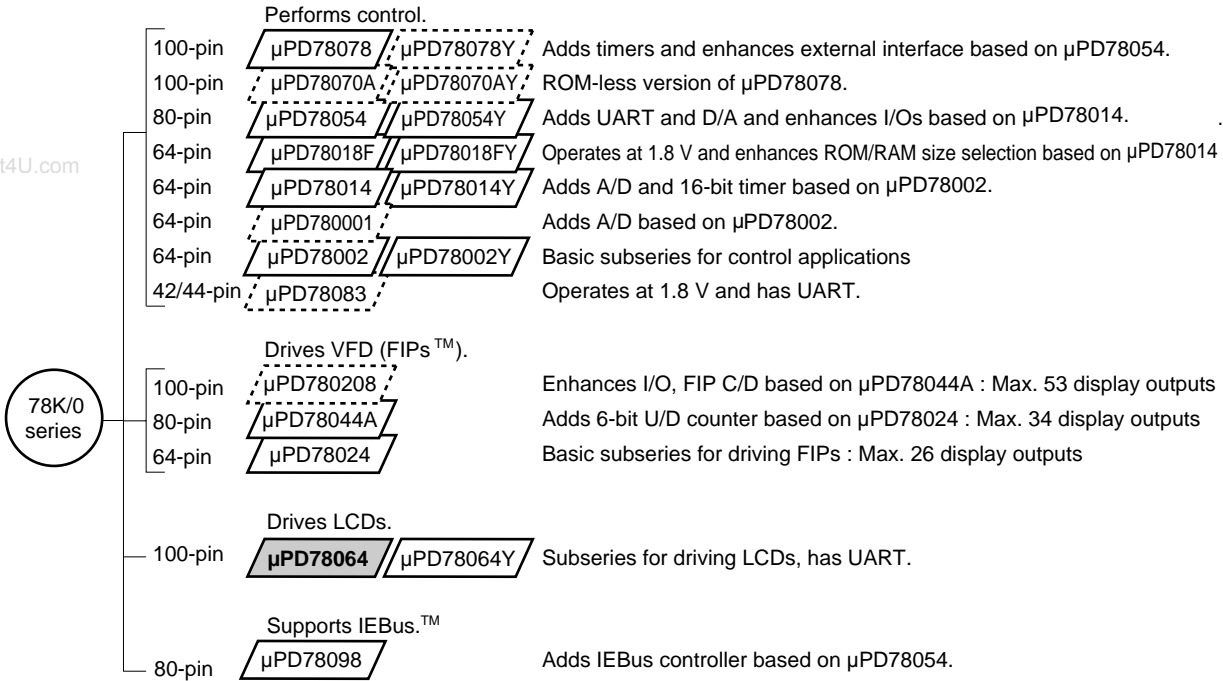 Performs control.
100-pin µPD78078 µPD78078Y Adds timers and enhances external interface based on µPD78054.
100-pin µPD78070A µPD78070AY ROM-less version of µPD78078.
80-pin µPD78054 µPD78054Y Adds UART and D/A and enhances I/Os based on µPD78014. .
t4U.com
64-pin µPD78018F µPD78018FY Operates at 1.8 V and enhances ROM/RAM size selection based on µPD78014
64-pin µPD78014 µPD78014Y Adds A/D and 16-bit timer based on µPD78002.
64-pin µPD780001 Adds A/D based on µPD78002.
64-pin µPD78002 µPD78002Y Basic subseries for control applications
42/44-pin µPD78083 Operates at 1.8 V and has UART.
Drives VFD (FIPs TM).
78K/0
series
100-pin µPD780208 Enhances I/O, FIP C/D based on µPD78044A : Max. 53 display outputs
80-pin µPD78044A Adds 6-bit U/D counter based on µPD78024 : Max. 34 display outputs
64-pin µPD78024 Basic subseries for driving FIPs : Max. 26 display outputs
Drives LCDs.
100-pin µPD78064 µPD78064Y Subseries for driving LCDs, has UART.
Supports IEBus.TM
80-pin µPD78098 Adds IEBus controller based on µPD78054.